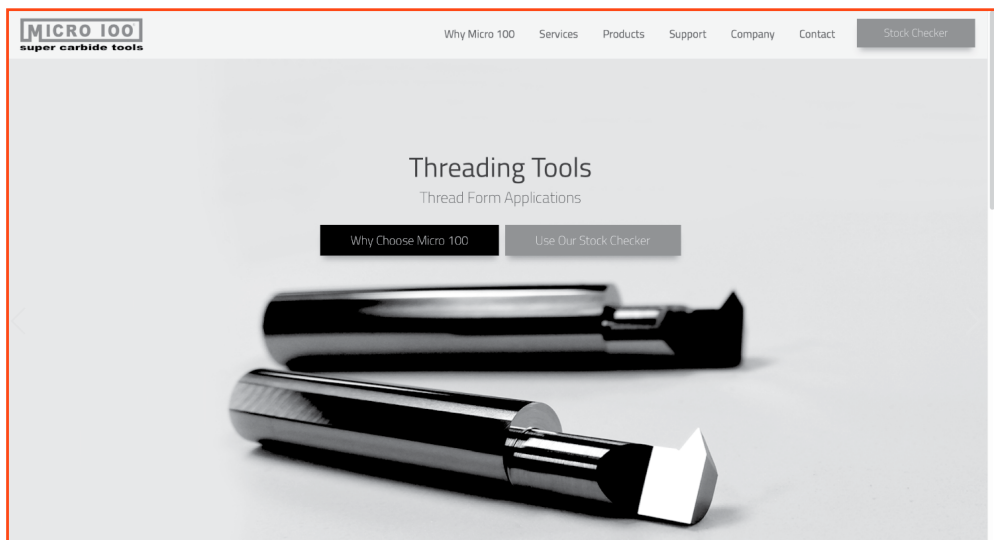 MICRO 100
super carbide tools
Why Micro 100 Services Products Support Company Contact Stock Checker
Threading Tools
Thread Form Applications
Why Choose Micro 100 Use Our Stock Checker